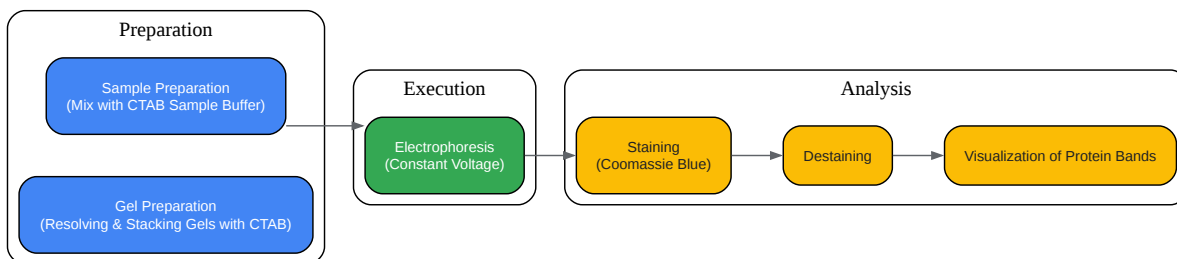 Preparation
Sample Preparation
(Mix with CTAB Sample Buffer)
Gel Preparation
(Resolving & Stacking Gels with CTAB)
Execution
Electrophoresis
(Constant Voltage)
Analysis
Staining
(Coomassie Blue)
Destaining
Visualization of Protein Bands